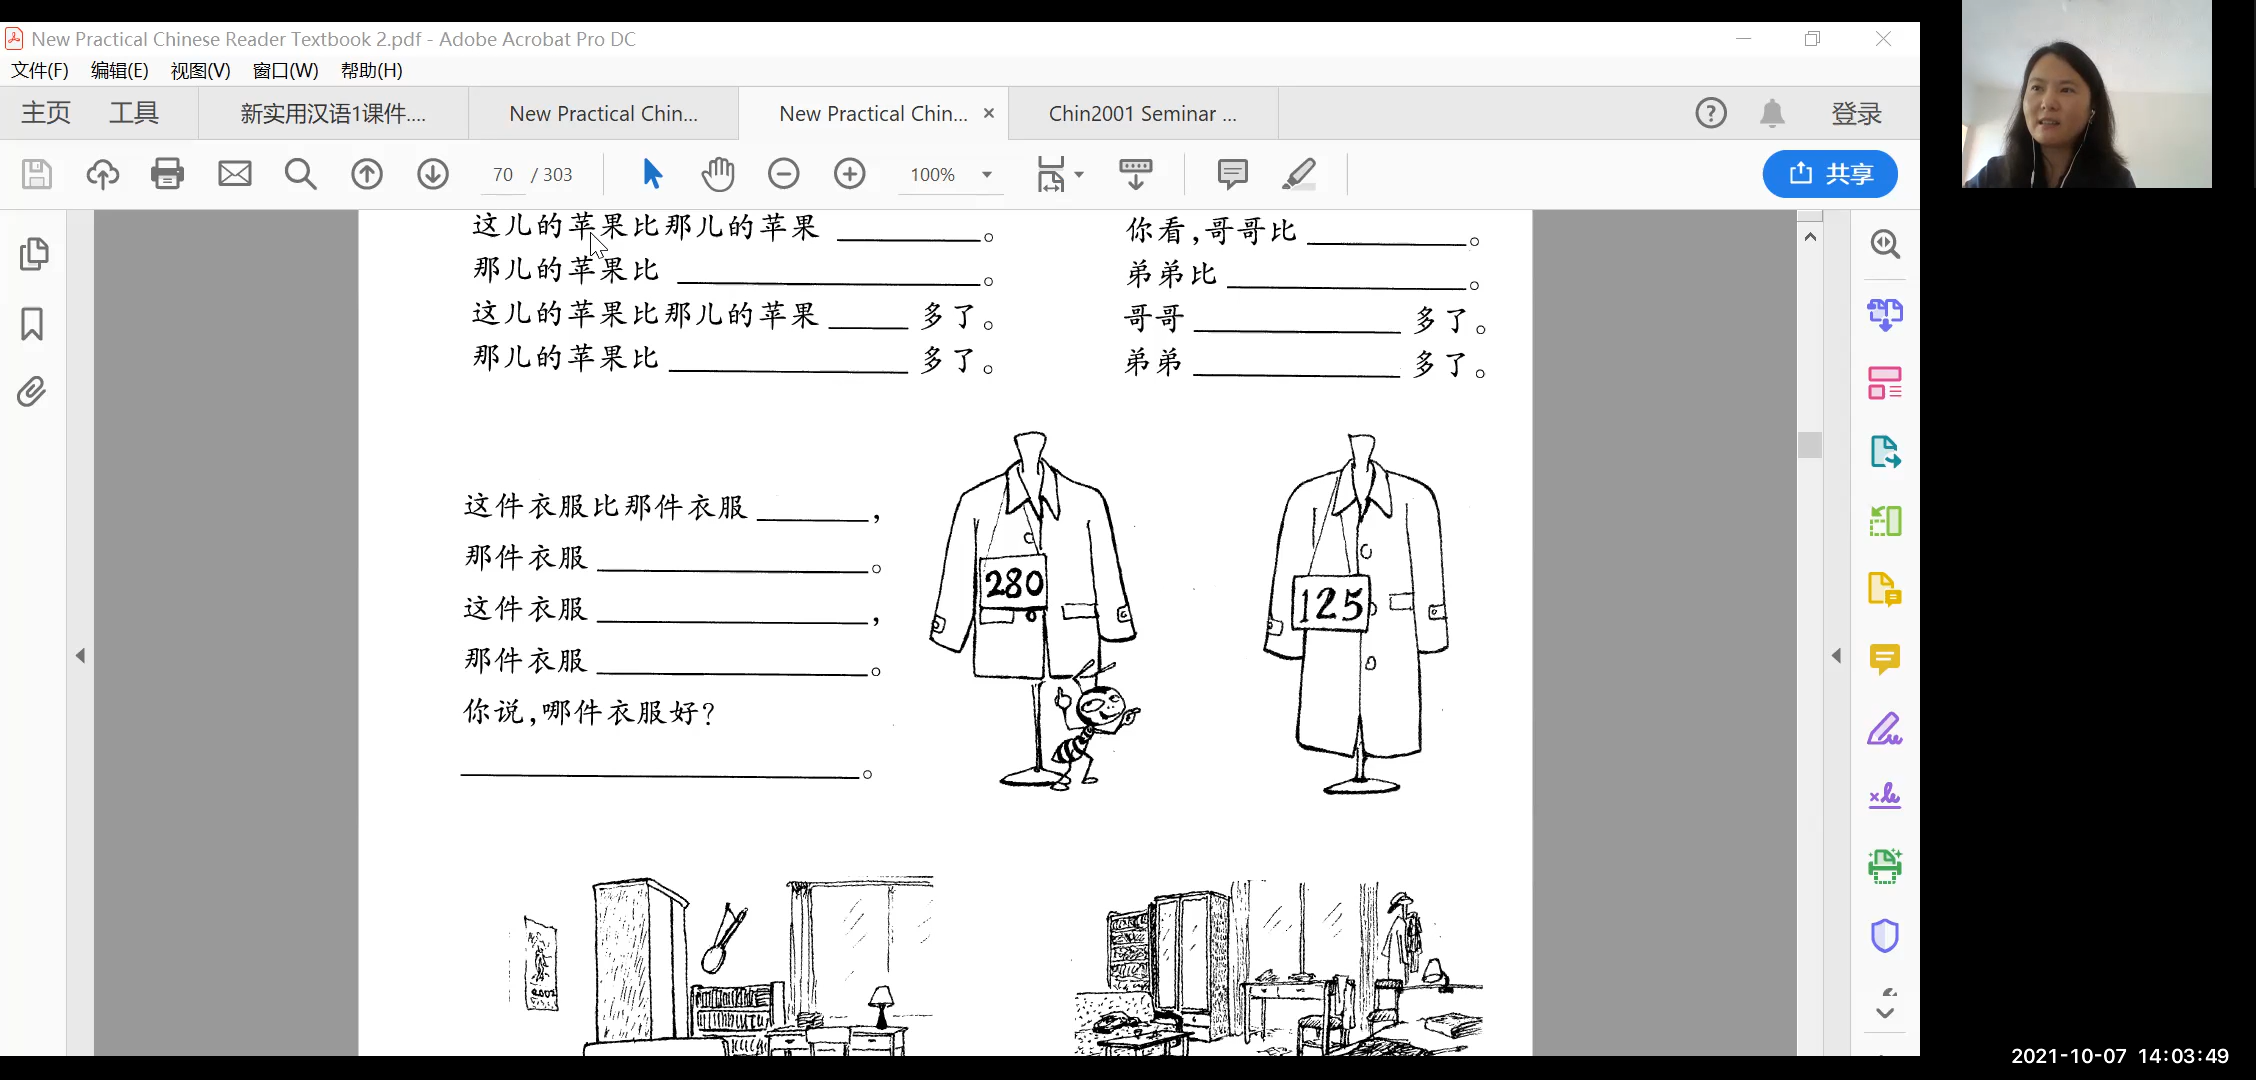 New Practical Chinese Reader Textbook 2.pdf - Adobe Acrobat Pro DC
文件(F) 编辑(E) 视图(V) 窗口(W) 帮助(H)
主页 工具 新实用汉语1课件.... New Practical Chin... New Practical Chin... × Chin2001 Seminar ... 登录
70 / 303 100% 共享
这儿的苹果比那儿的苹果 ______。
那儿的苹果比 ______。
这儿的苹果比那儿的苹果 ______ 多了。
那儿的苹果比 ______ 多了。
你看,哥哥比 ______。
弟弟比 ______。
哥哥 ______ 多了。
弟弟 ______ 多了。
这件衣服比那件衣服 ______,
那件衣服 ______。
这件衣服 ______,
那件衣服 ______。
你说,哪件衣服好?
______。
280
125
2002
2021-10-07 14:03:49